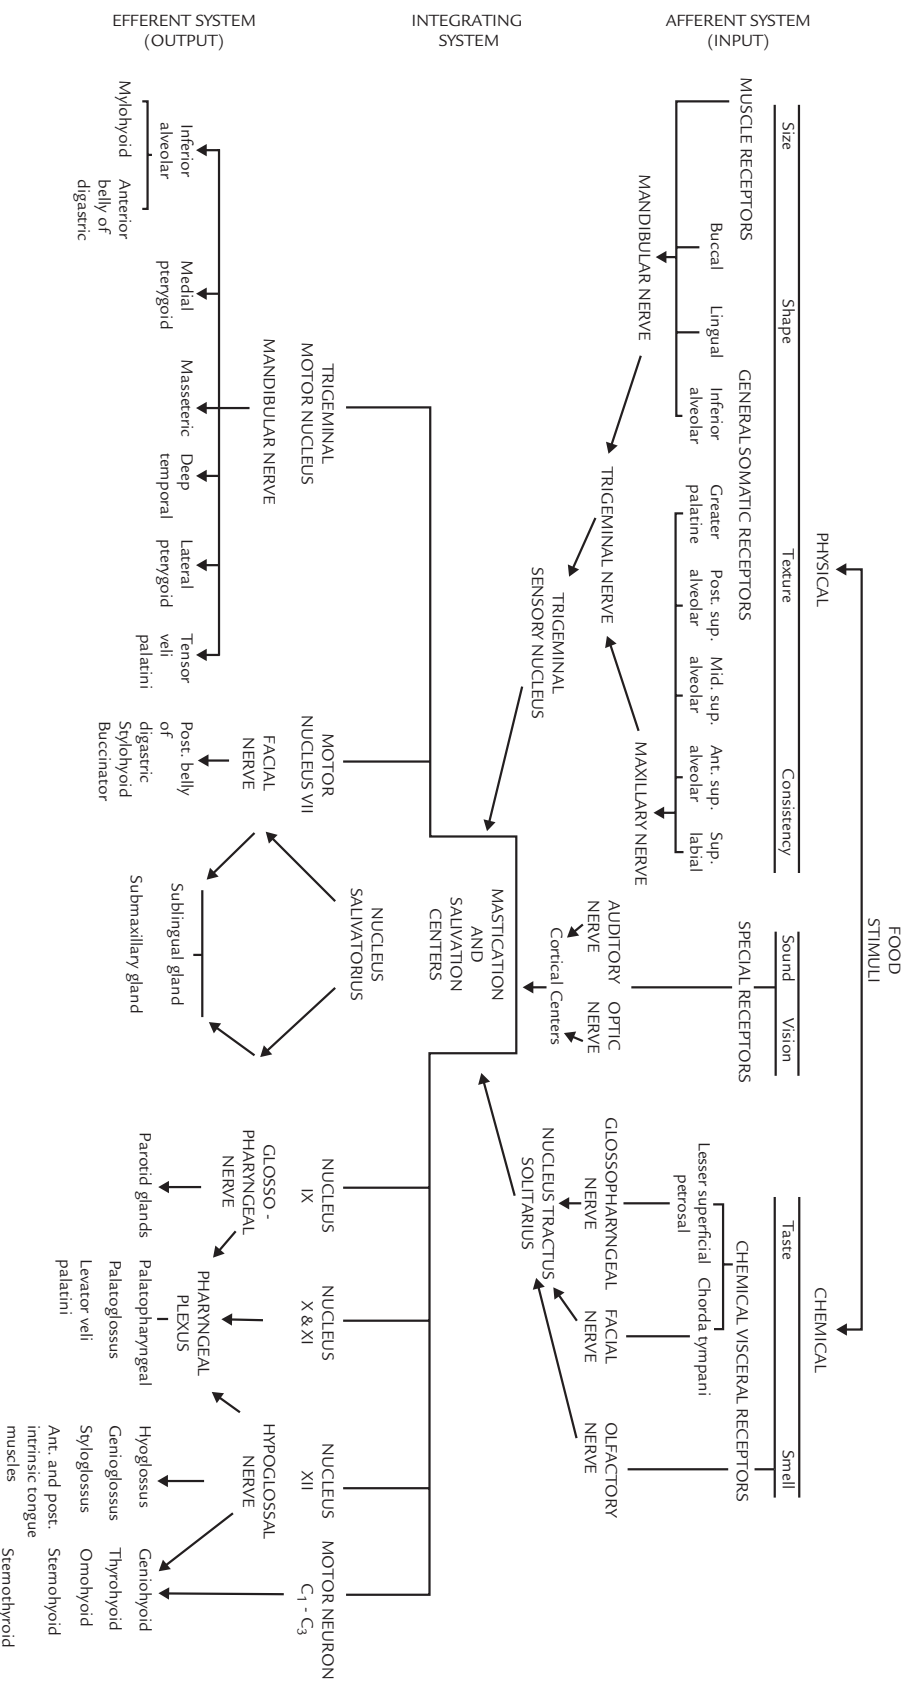 FOOD
STIMULI
PHYSICAL
CHEMICAL
AFFERENT SYSTEM
(INPUT)
Size
Shape
Texture
Consistency
Sound
Vision
Taste
Smell
MUSCLE RECEPTORS
GENERAL SOMATIC RECEPTORS
SPECIAL RECEPTORS
CHEMICAL VISCERAL RECEPTORS
Buccal
Lingual
Inferior
alveolar
Greater
palatine
Post. sup.
alveolar
Mid. sup.
alveolar
Ant. sup.
alveolar
Sup.
labial
Lesser superficial
petrosal
Chorda tympani
MANDIBULAR NERVE
MAXILLARY NERVE
TRIGEMINAL NERVE
AUDITORY
NERVE
OPTIC
NERVE
GLOSSOPHARYNGEAL
NERVE
FACIAL
NERVE
OLFACTORY
NERVE
TRIGEMINAL
SENSORY NUCLEUS
Cortical Centers
NUCLEUS TRACTUS
SOLITARIUS
INTEGRATING
SYSTEM
MASTICATION
AND
SALIVATION
CENTERS
TRIGEMINAL
MOTOR NUCLEUS
MOTOR
NUCLEUS VII
NUCLEUS
SALIVATORIUS
NUCLEUS
IX
NUCLEUS
X & XI
NUCLEUS
XII
MOTOR NEURON
C1 - C3
MANDIBULAR NERVE
FACIAL
NERVE
GLOSSO -
PHARYNGEAL
NERVE
PHARYNGEAL
PLEXUS
HYPOGLOSSAL
NERVE
EFFERENT SYSTEM
(OUTPUT)
Inferior
alveolar
Mylohyoid
Anterior
belly of
digastric
Medial
pterygoid
Masseteric
Deep
temporal
Lateral
pterygoid
Tensor
veli
palatini
Post. belly
of
digastric
Stylohyoid
Buccinator
Sublingual gland
Submaxillary gland
Parotid glands
Palatopharyngeal
Palatoglossus
Levator veli
palatini
Hyoglossus
Genioglossus
Styloglossus
Ant. and post.
intrinsic tongue
muscles
Geniohyoid
Thyrohyoid
Omohyoid
Sternohyoid
Sternothyroid